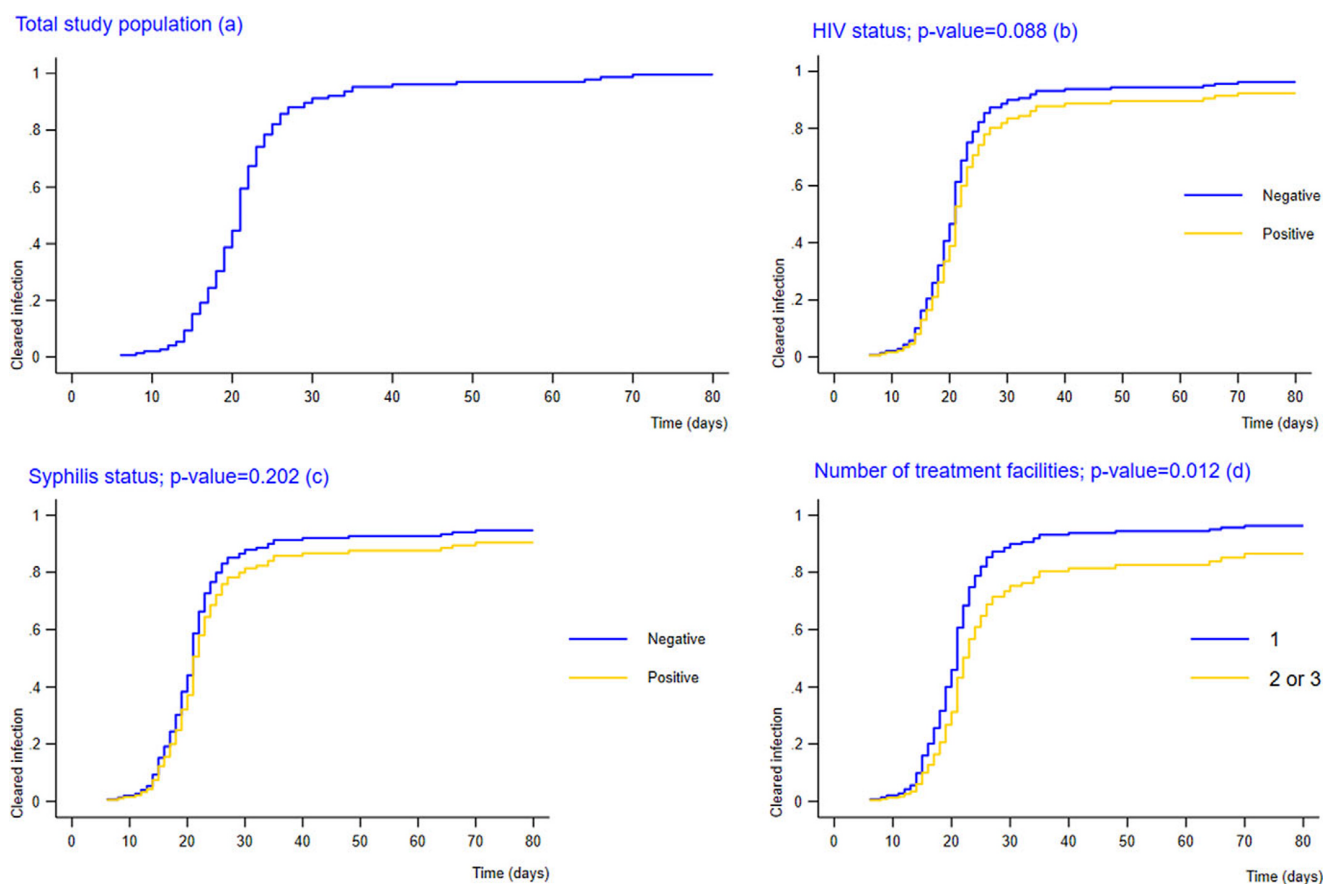 Total study population (a)
1
.8
.6
.4
.2
0
Cleared infection
0 10 20 30 40 50 60 70 80
Time (days)
HIV status; p-value=0.088 (b)
1
.8
.6
.4
.2
0
Cleared infection
Negative
Positive
0 10 20 30 40 50 60 70 80
Time (days)
Syphilis status; p-value=0.202 (c)
1
.8
.6
.4
.2
0
Cleared infection
Negative
Positive
0 10 20 30 40 50 60 70 80
Time (days)
Number of treatment facilities; p-value=0.012 (d)
1
.8
.6
.4
.2
0
Cleared infection
1
2 or 3
0 10 20 30 40 50 60 70 80
Time (days)